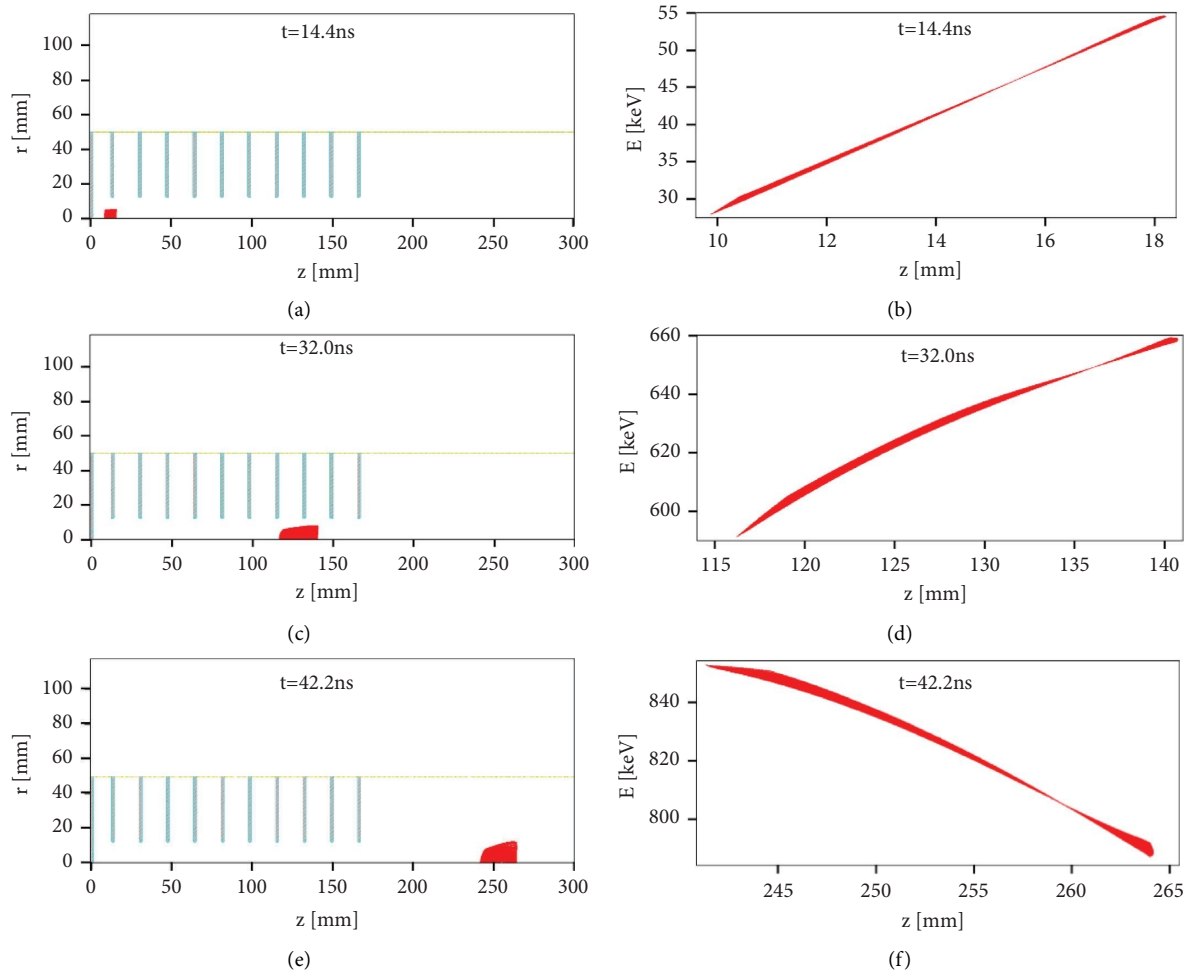 t=14.4ns
100
80
60
40
20
0
r [mm]
0 50 100 150 200 250 300
z [mm]
(a)
t=14.4ns
55
50
45
40
35
30
E [keV]
10 12 14 16 18
z [mm]
(b)
t=32.0ns
100
80
60
40
20
0
r [mm]
0 50 100 150 200 250 300
z [mm]
(c)
t=32.0ns
660
640
620
600
E [keV]
115 120 125 130 135 140
z [mm]
(d)
t=42.2ns
100
80
60
40
20
0
r [mm]
0 50 100 150 200 250 300
z [mm]
(e)
t=42.2ns
840
820
800
E [keV]
245 250 255 260 265
z [mm]
(f)